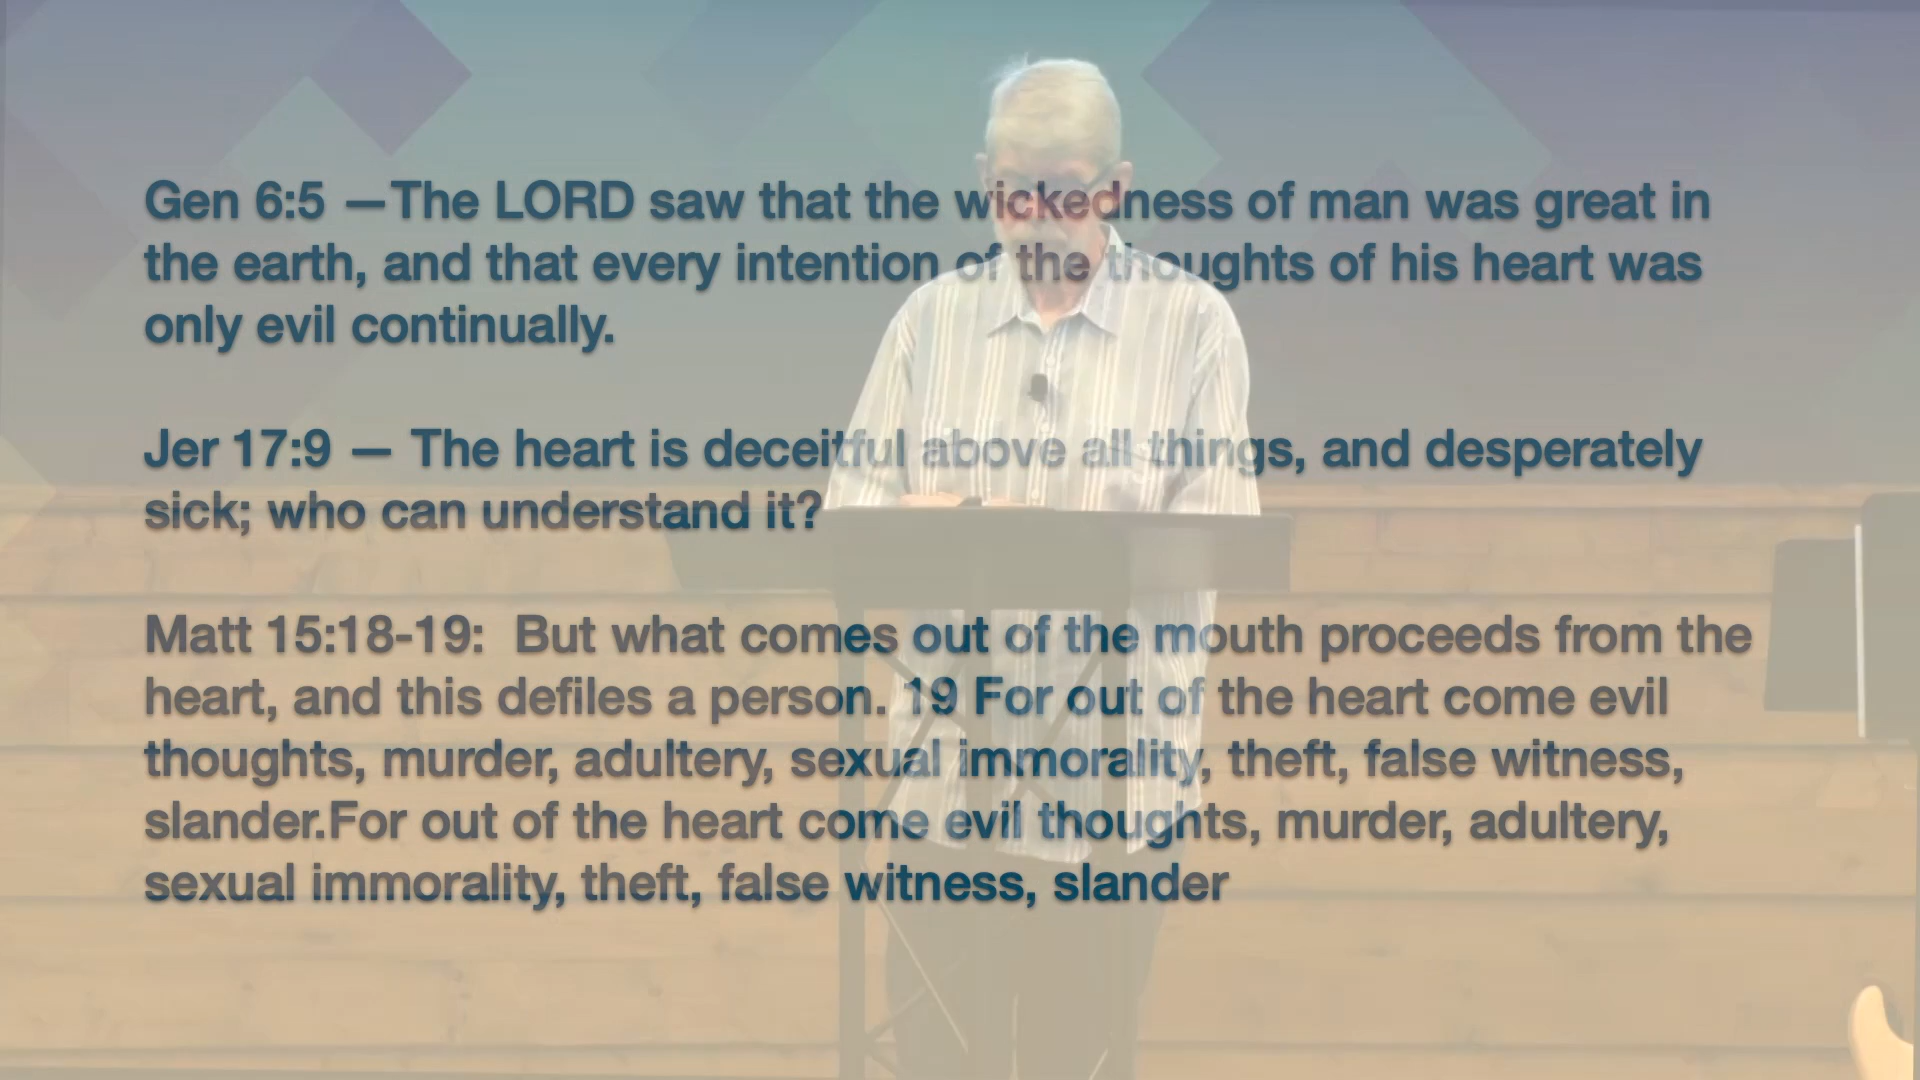 Gen 6:5 —The LORD saw that the wickedness of man was great in
the earth, and that every intention of the thoughts of his heart was
only evil continually.
Jer 17:9 — The heart is deceitful above all things, and desperately
sick; who can understand it?
Matt 15:18-19:  But what comes out of the mouth proceeds from the
heart, and this defiles a person. 19 For out of the heart come evil
thoughts, murder, adultery, sexual immorality, theft, false witness,
slander.For out of the heart come evil thoughts, murder, adultery,
sexual immorality, theft, false witness, slander